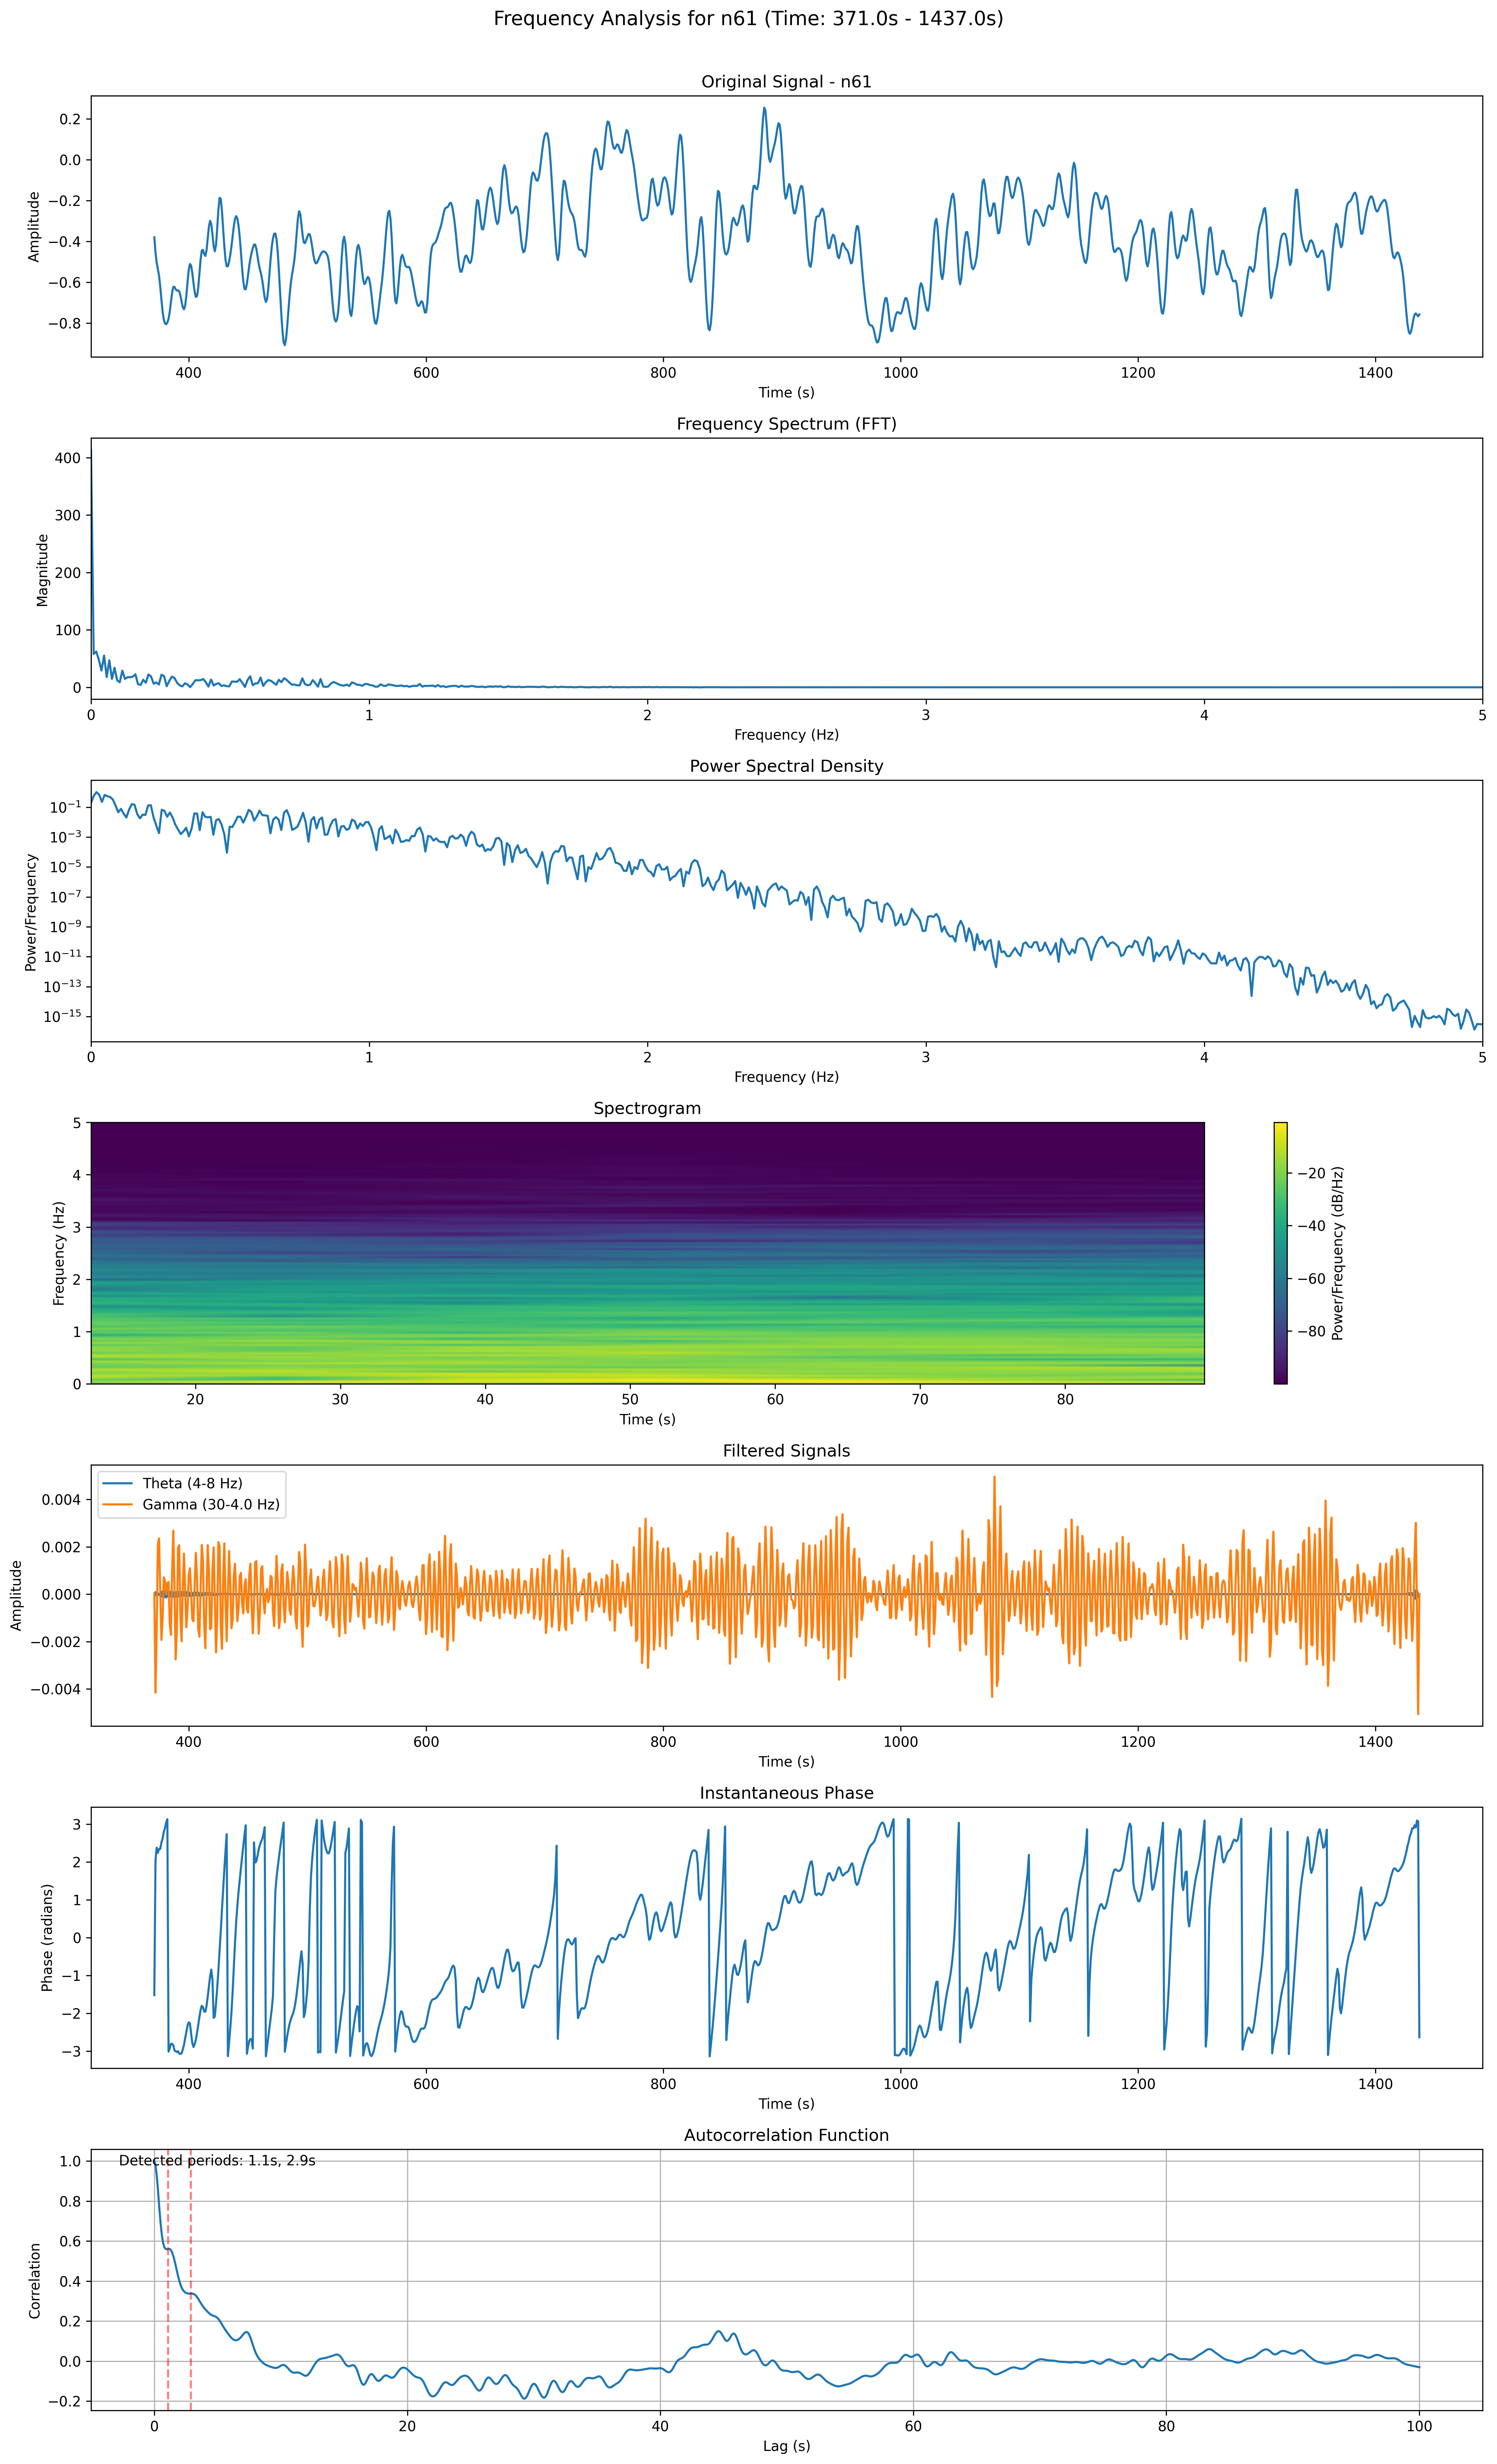 Frequency Analysis for n61 (Time: 371.0s - 1437.0s)
Original Signal - n61
0.2
0.0
−0.2
−0.4
−0.6
−0.8
Amplitude
400 600 800 1000 1200 1400
Time (s)
Frequency Spectrum (FFT)
400
300
200
100
0
Magnitude
0 1 2 3 4 5
Frequency (Hz)
Power Spectral Density
10−1
10−3
10−5
10−7
10−9
10−11
10−13
10−15
Power/Frequency
0 1 2 3 4 5
Frequency (Hz)
Spectrogram
5
4
3
2
1
0
Frequency (Hz)
20 30 40 50 60 70 80
Time (s)
−20
−40
−60
−80
Power/Frequency (dB/Hz)
Filtered Signals
Theta (4-8 Hz)
Gamma (30-4.0 Hz)
0.004
0.002
0.000
−0.002
−0.004
Amplitude
400 600 800 1000 1200 1400
Time (s)
Instantaneous Phase
3
2
1
0
−1
−2
−3
Phase (radians)
400 600 800 1000 1200 1400
Time (s)
Autocorrelation Function
Detected periods: 1.1s, 2.9s
1.0
0.8
0.6
0.4
0.2
0.0
−0.2
Correlation
0 20 40 60 80 100
Lag (s)